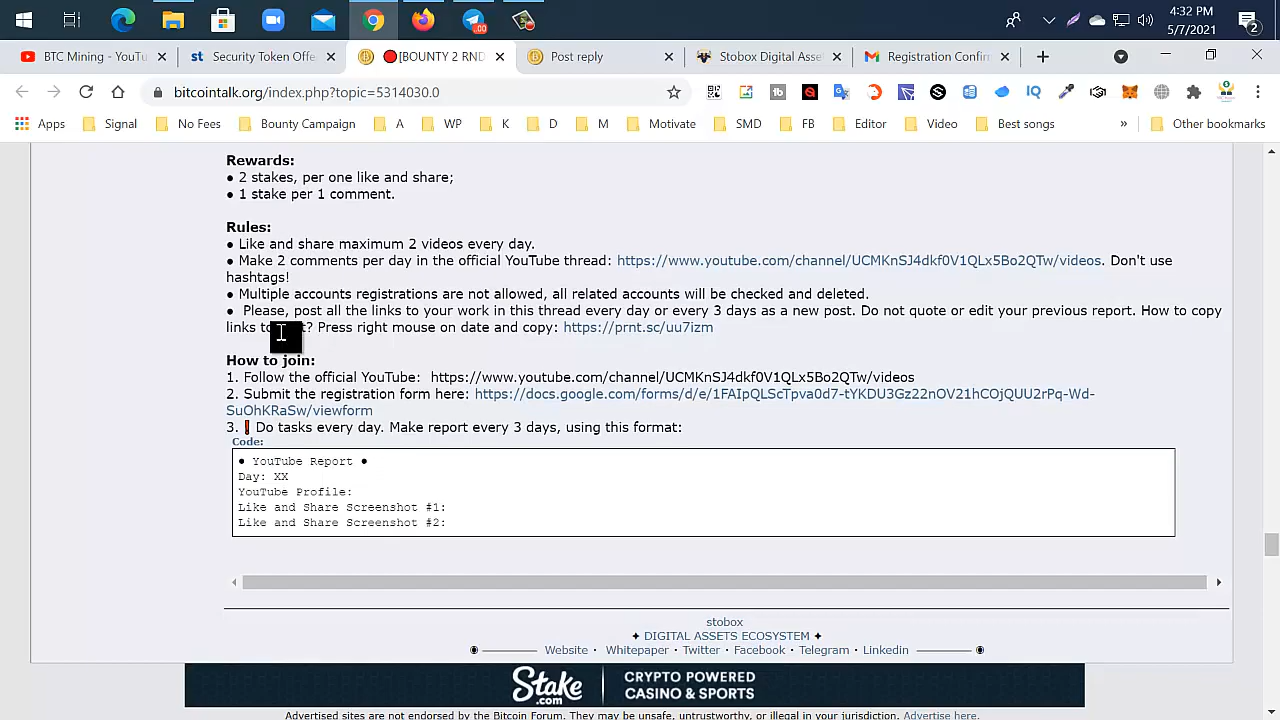 4:32 PM
5/7/2021
2
.00
BTC Mining - YouTu
Security Token Offe
[BOUNTY 2 RND
Post reply
Stobox Digital Asset
Registration Confirm
bitcointalk.org/index.php?topic=5314030.0
Apps
Signal
No Fees
Bounty Campaign
A
WP
K
D
M
Motivate
SMD
FB
Editor
Video
Best songs
»
Other bookmarks
Rewards:
● 2 stakes, per one like and share;
● 1 stake per 1 comment.
Rules:
● Like and share maximum 2 videos every day.
● Make 2 comments per day in the official YouTube thread: https://www.youtube.com/channel/UCMKnSJ4dkf0V1QLx5Bo2QTw/videos. Don't use
hashtags!
● Multiple accounts registrations are not allowed, all related accounts will be checked and deleted.
● Please, post all the links to your work in this thread every day or every 3 days as a new post. Do not quote or edit your previous report. How to copy
links to t? Press right mouse on date and copy: https://prnt.sc/uu7izm
How to join:
1. Follow the official YouTube: https://www.youtube.com/channel/UCMKnSJ4dkf0V1QLx5Bo2QTw/videos
2. Submit the registration form here: https://docs.google.com/forms/d/e/1FAIpQLScTpva0d7-tYKDU3Gz22nOV21hCOjQUU2rPq-Wd-
SuOhKRaSw/viewform
3. ❗Do tasks every day. Make report every 3 days, using this format:
Code:
● YouTube Report ●
Day: XX
YouTube Profile:
Like and Share Screenshot #1:
Like and Share Screenshot #2:
stobox
✦ DIGITAL ASSETS ECOSYSTEM ✦
Website · Whitepaper · Twitter · Facebook · Telegram · Linkedin
Stake.com
CRYPTO POWERED
CASINO & SPORTS
Advertised sites are not endorsed by the Bitcoin Forum. They may be unsafe, untrustworthy, or illegal in your jurisdiction. Advertise here.